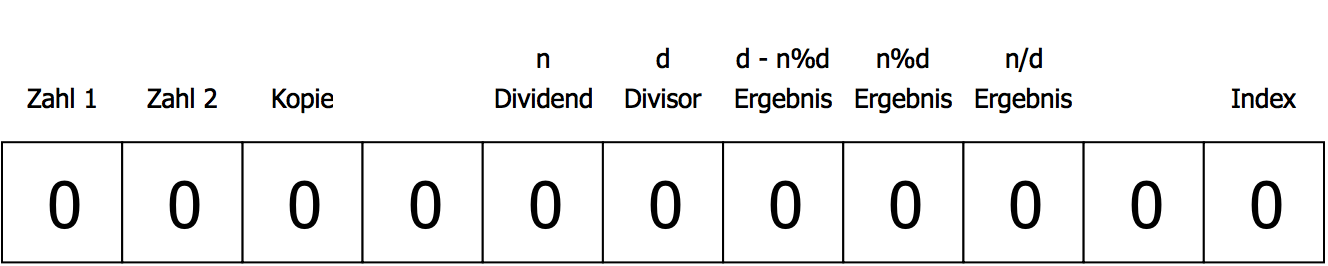 n d d - n%d n%d n/d
Zahl 1 Zahl 2 Kopie Dividend Divisor Ergebnis Ergebnis Ergebnis Index
0 0 0 0 0 0 0 0 0 0 0